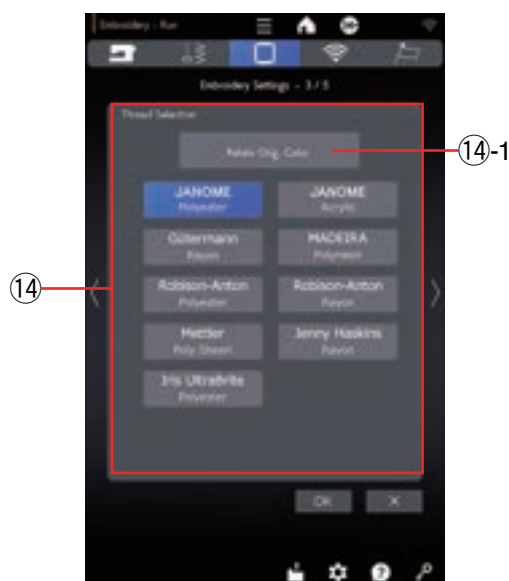 Embroidery - Run
Embroidery Settings - 3 / 5
Thread Selection
Retain Orig. Color
⑭-1
JANOME
Polyester
JANOME
Acrylic
Gütermann
Rayon
MADEIRA
Polyneon
⑭
Robison-Anton
Polyester
Robison-Anton
Rayon
Mettler
Poly Sheen
Jenny Haskins
Rayon
Iris UltraBrite
Polyester
OK
X